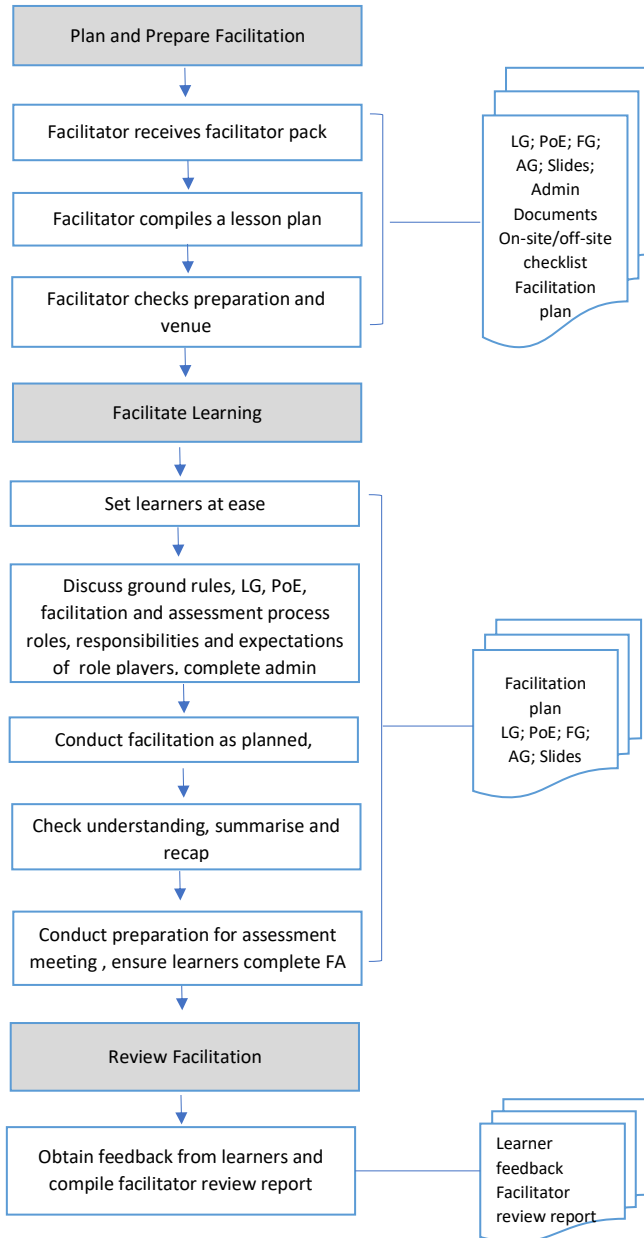 Plan and Prepare Facilitation
Facilitator receives facilitator pack
Facilitator compiles a lesson plan
Facilitator checks preparation and
venue
LG; PoE; FG;
AG; Slides;
Admin
Documents
On-site/off-site
checklist
Facilitation
plan
Facilitate Learning
Set learners at ease
Discuss ground rules, LG, PoE,
facilitation and assessment process
roles, responsibilities and expectations
of role players, complete admin
Conduct facilitation as planned,
Check understanding, summarise and
recap
Conduct preparation for assessment
meeting , ensure learners complete FA
Facilitation
plan
LG; PoE; FG;
AG; Slides
Review Facilitation
Obtain feedback from learners and
compile facilitator review report
Learner
feedback
Facilitator
review report